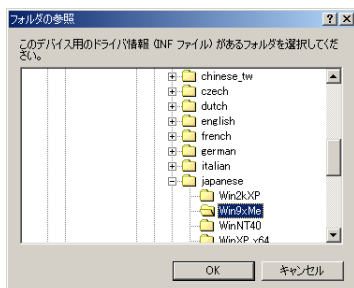 フォルダの参照
このデバイス用のドライバ情報 (INF ファイル) があるフォルダを選択してくだ
さい。
chinese_tw
czech
dutch
english
french
german
italian
japanese
Win2kXP
Win9xMe
WinNT40
WinXP_x64
OK キャンセル